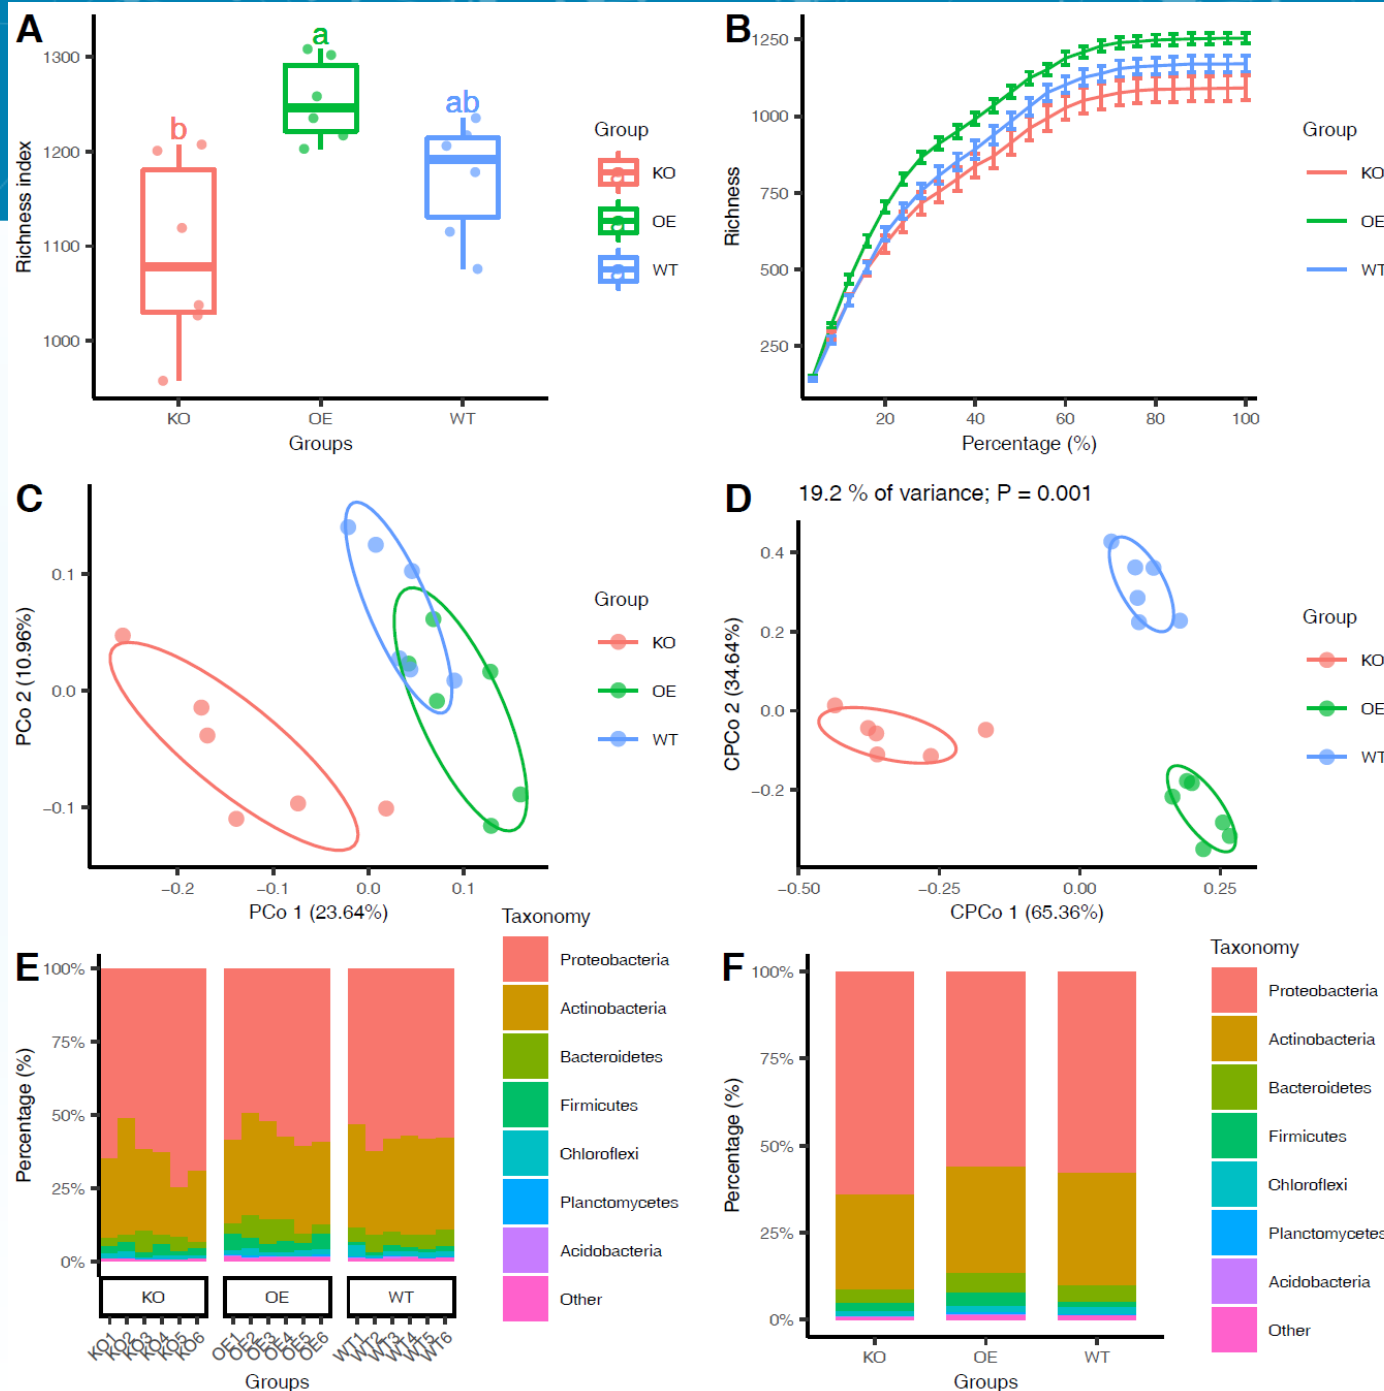 A
Richness index
1300
1200
1100
1000
b
a
ab
KO
OE
WT
Groups
Group
KO
OE
WT
B
Richness
1250
1000
750
500
250
20
40
60
80
100
Percentage (%)
Group
KO
OE
WT
C
PCo 2 (10.96%)
0.1
0.0
−0.1
−0.2
−0.1
0.0
0.1
PCo 1 (23.64%)
Group
KO
OE
WT
D
19.2 % of variance; P = 0.001
CPCo 2 (34.64%)
0.4
0.2
0.0
−0.2
−0.50
−0.25
0.00
0.25
CPCo 1 (65.36%)
Group
KO
OE
WT
E
Percentage (%)
100%
75%
50%
25%
0%
KO
OE
WT
KO1
KO2
KO3
KO4
KO5
KO6
OE1
OE2
OE3
OE4
OE5
OE6
WT1
WT2
WT3
WT4
WT5
WT6
Groups
Taxonomy
Proteobacteria
Actinobacteria
Bacteroidetes
Firmicutes
Chloroflexi
Planctomycetes
Acidobacteria
Other
F
Percentage (%)
100%
75%
50%
25%
0%
KO
OE
WT
Groups
Taxonomy
Proteobacteria
Actinobacteria
Bacteroidetes
Firmicutes
Chloroflexi
Planctomycetes
Acidobacteria
Other